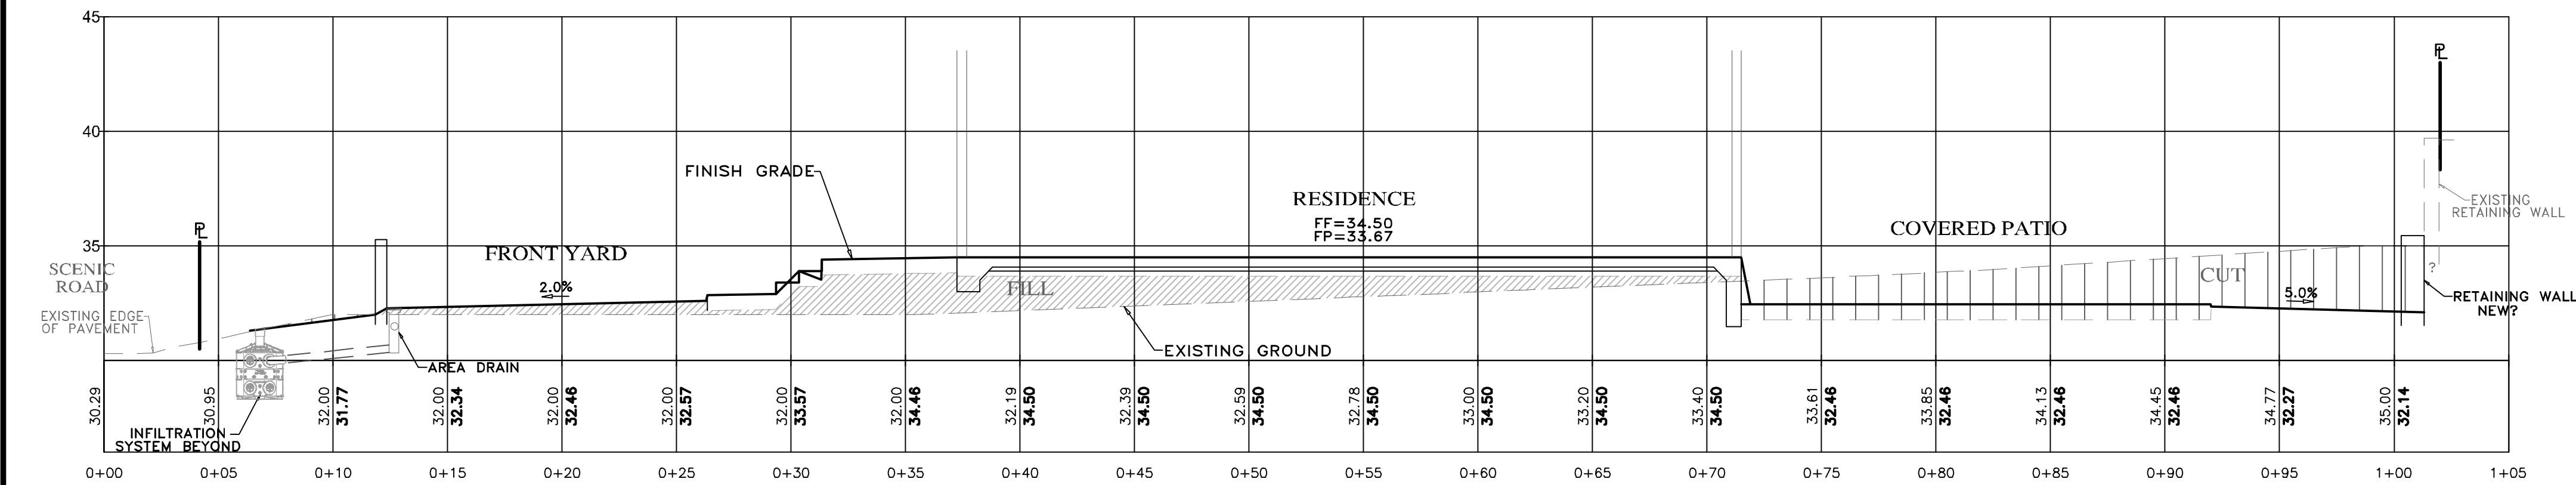 45
40
35
PL
PL
FINISH GRADE
RESIDENCE
FF=34.50
FP=33.67
COVERED PATIO
EXISTING
RETAINING WALL
FRONT YARD
2.0%
SCENIC
ROAD
EXISTING EDGE
OF PAVEMENT
FILL
CUT
5.0%
?
RETAINING WALL
NEW?
EXISTING GROUND
AREA DRAIN
INFILTRATION
SYSTEM BEYOND
30.29
30.95
32.00
31.77
32.00
32.34
32.00
32.46
32.00
32.57
32.00
33.57
32.00
34.46
32.19
34.50
32.39
34.50
32.59
34.50
32.78
34.50
33.00
34.50
33.20
34.50
33.40
34.50
33.61
32.46
33.85
32.46
34.13
32.46
34.45
32.46
34.77
32.27
35.00
32.14
0+00 0+05 0+10 0+15 0+20 0+25 0+30 0+35 0+40 0+45 0+50 0+55 0+60 0+65 0+70 0+75 0+80 0+85 0+90 0+95 1+00 1+05